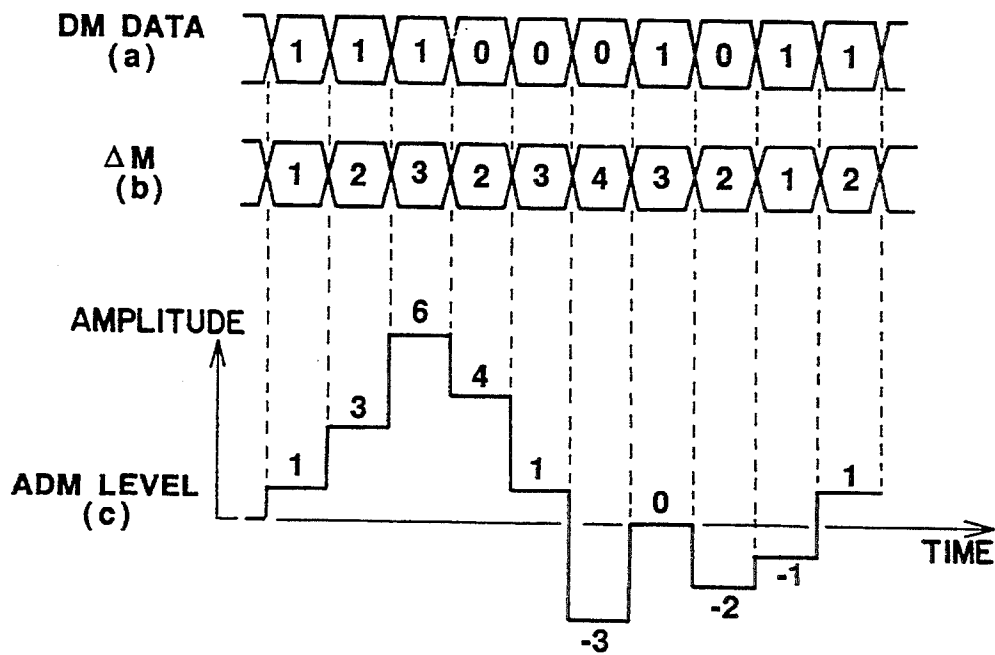 DM DATA
(a)
1 1 1 0 0 0 1 0 1 1
ΔM
(b)
1 2 3 2 3 4 3 2 1 2
AMPLITUDE
6
4
3
1
1
0
1
ADM LEVEL
(c)
TIME
-1
-2
-3